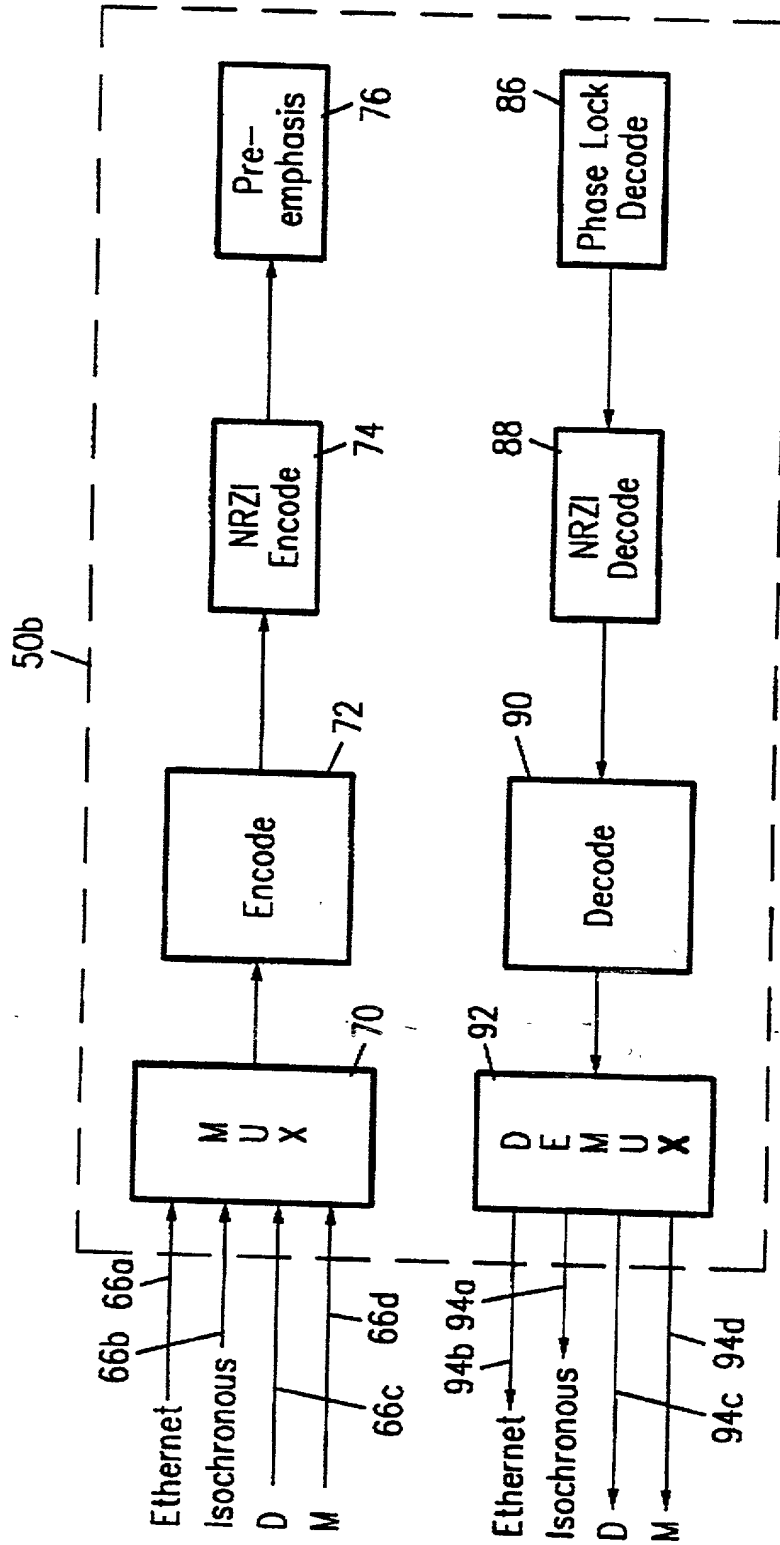 50b
Ethernet 66a
66b
Isochronous
D
66c
M
66d
M
U
X
70
Encode
72
NRZI
Encode
74
Pre-
emphasis
76
Ethernet
94b
94a
Isochronous
D
94c
M
94d
D
E
M
U
X
92
Decode
90
NRZI
Decode
88
Phase Lock
Decode
86